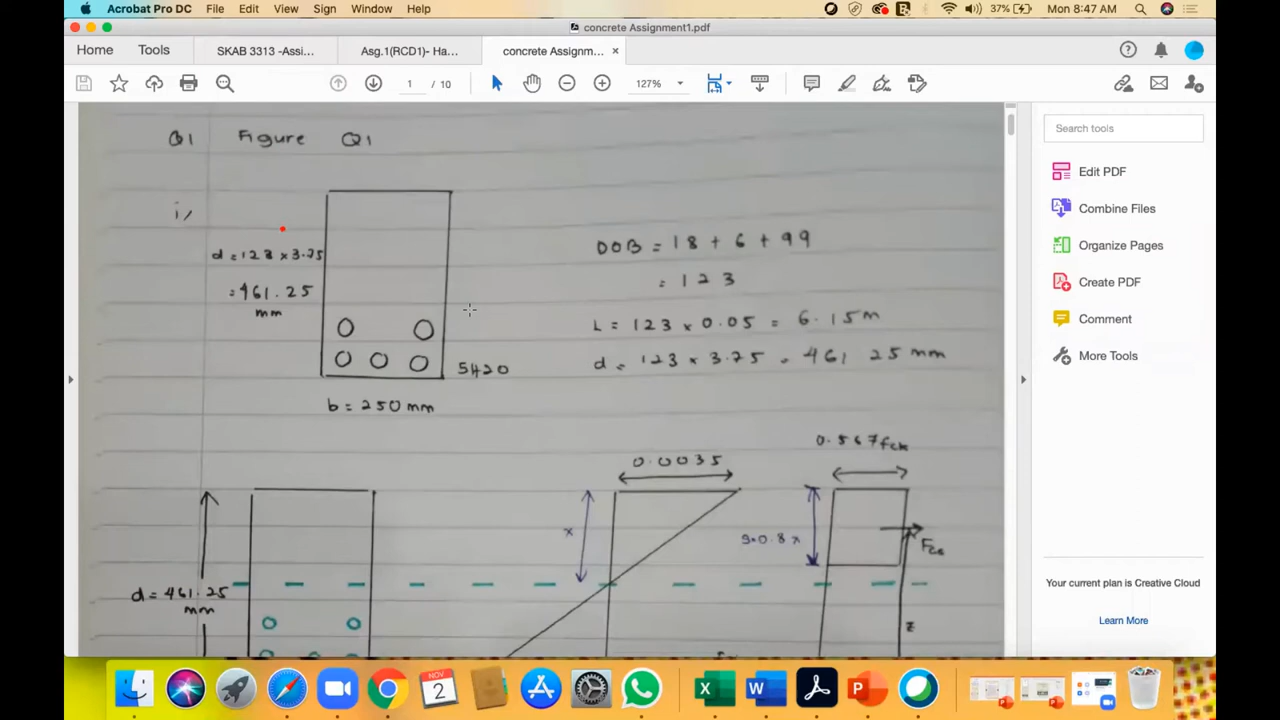 Acrobat Pro DC File Edit View Sign Window Help
37% Mon 8:47 AM
concrete Assignment1.pdf
Home Tools SKAB 3313 -Assi... Asg.1(RCD1)- Ha... concrete Assignm... ×
1 / 10 127%
Search tools
Edit PDF
Combine Files
Organize Pages
Create PDF
Comment
More Tools
Your current plan is Creative Cloud
Learn More
Q1 Figure Q1
i,
d = 123 x 3.75
= 461.25
mm
5H20
b = 250 mm
DOB = 18 + 6 + 99
= 123
L = 123 x 0.05 = 6.15m
d = 123 x 3.75 = 461.25 mm
0.0035
0.567fck
x
s=0.8x
Fcc
d = 461.25
mm
z
NOV
2